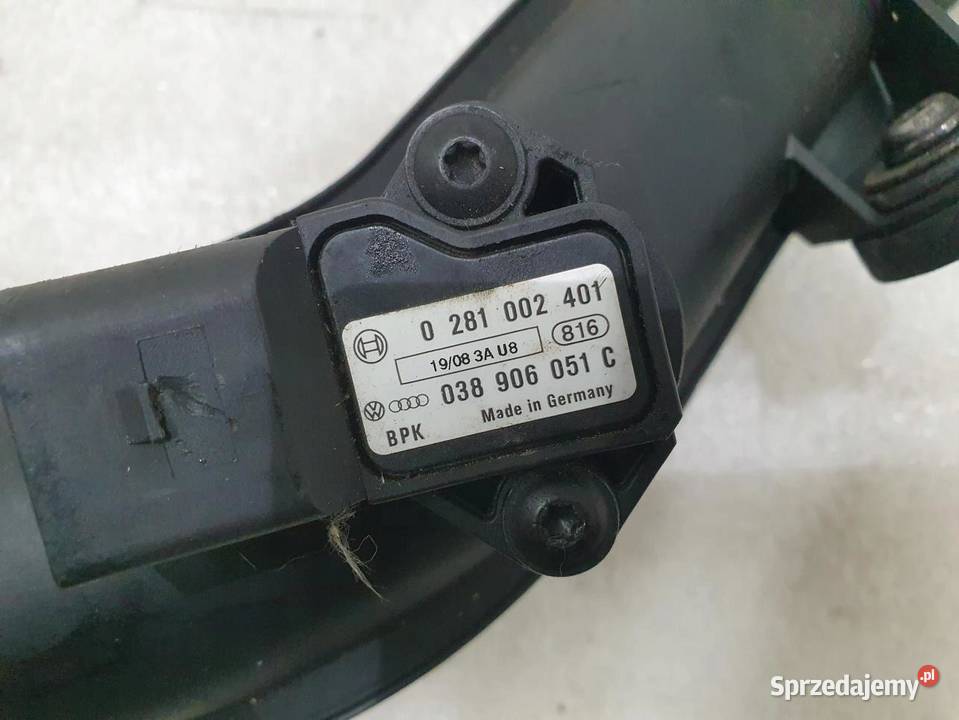 0 281 002 401
19/08 3A U8 816
038 906 051 C
BPK Made in Germany
Sprzedajemy.pl